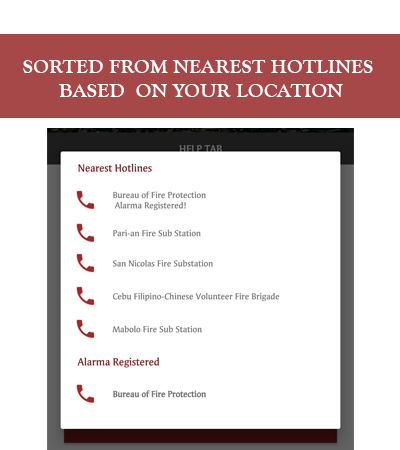 SORTED FROM NEAREST HOTLINES
BASED ON YOUR LOCATION
HELP TAB
Nearest Hotlines
Bureau of Fire Protection
Alarma Registered!
Pari-an Fire Sub Station
San Nicolas Fire Substation
Cebu Filipino-Chinese Volunteer Fire Brigade
Mabolo Fire Sub Station
Alarma Registered
Bureau of Fire Protection